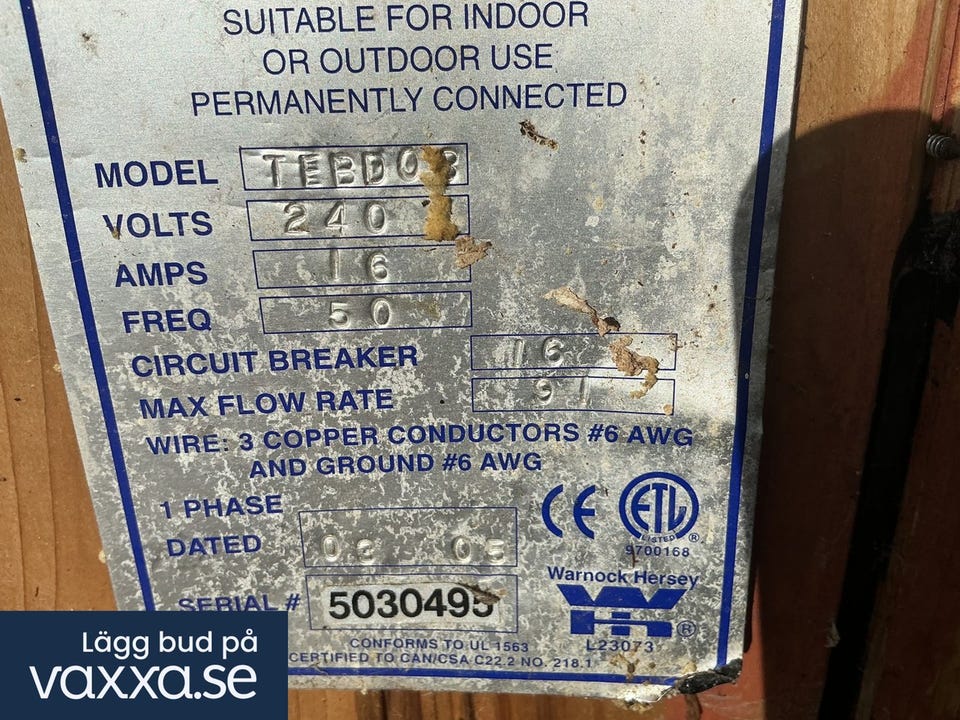 SUITABLE FOR INDOOR
OR OUTDOOR USE
PERMANENTLY CONNECTED
MODEL
VOLTS 240
AMPS 16
FREQ 50
CIRCUIT BREAKER 16
MAX FLOW RATE 91
WIRE: 3 COPPER CONDUCTORS #6 AWG
AND GROUND #6 AWG
1 PHASE
DATED 03 05
CE ETL
LISTED ®
9700168
SERIAL # 5030495
Warnock Hersey
WH ®
L23073
CONFORMS TO UL 1563
CERTIFIED TO CAN/CSA C22.2 NO. 218.1
Lägg bud på
vaxxa.se